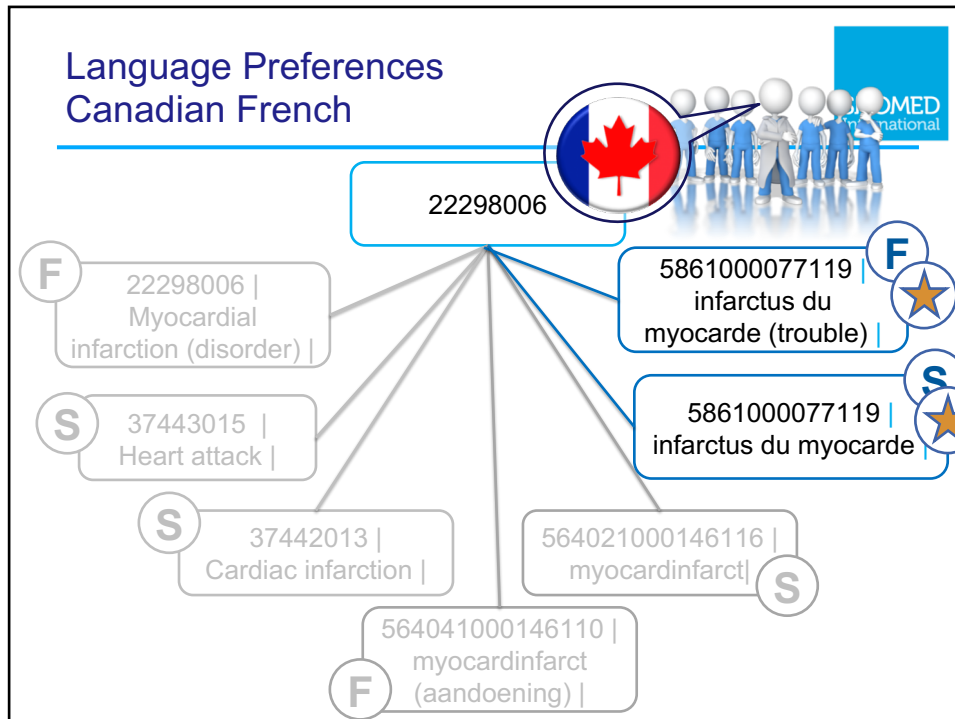 Language Preferences
Canadian French
International
22298006
F
22298006 |
Myocardial
infarction (disorder) |
F
5861000077119 |
infarctus du
myocarde (trouble) |
S
37443015 |
Heart attack |
S
5861000077119 |
infarctus du myocarde |
S
37442013 |
Cardiac infarction |
564021000146116 |
myocardinfarct|
S
564041000146110 |
myocardinfarct
(aandoening) |
F